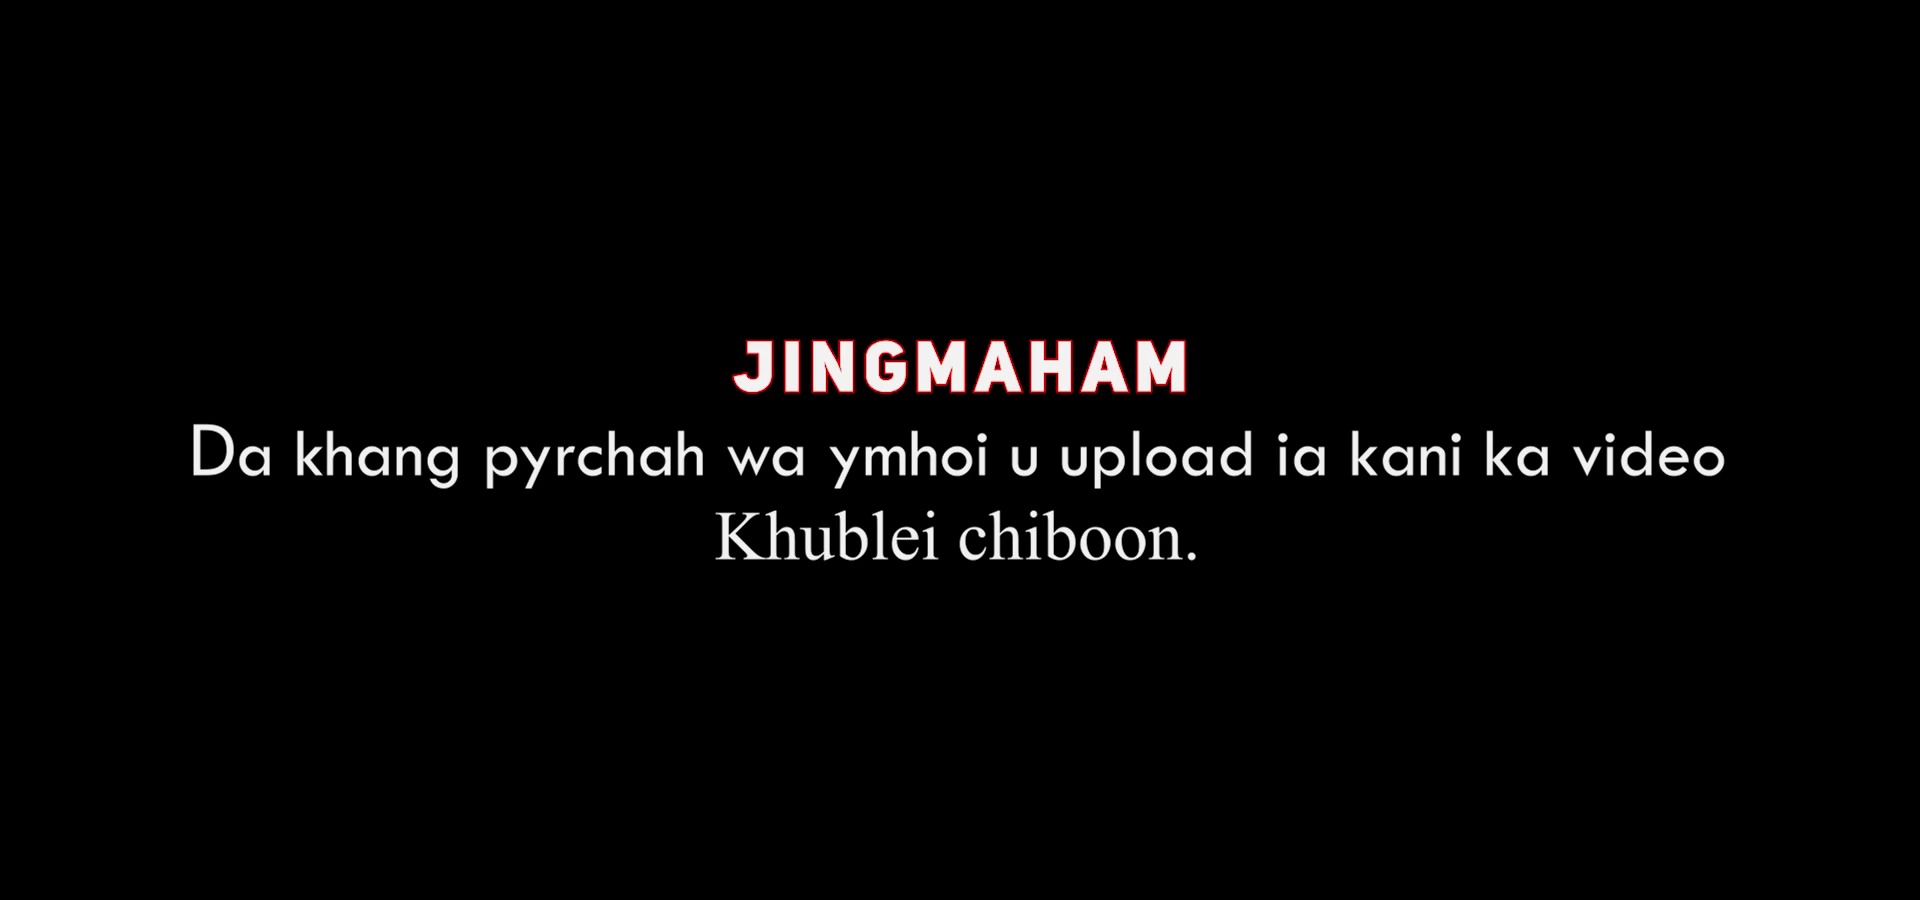 JINGMAHAM
Da khang pyrchah wa ymhoi u upload ia kani ka video
Khublei chiboon.